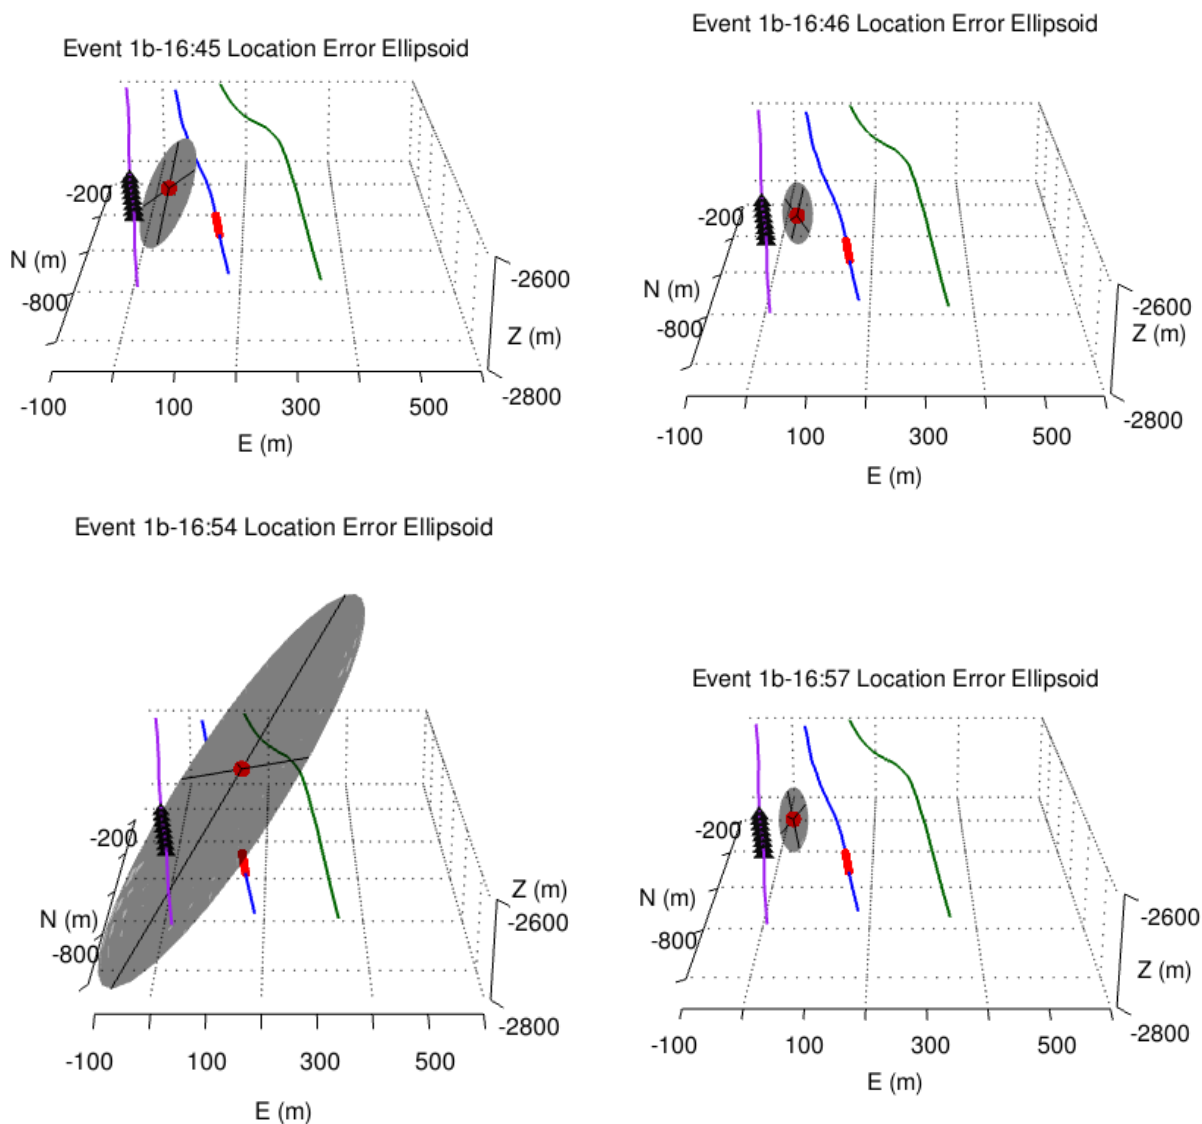 Event 1b-16:45 Location Error Ellipsoid
-200
N (m)
-800
-2600
Z (m)
-2800
-100 100 300 500
E (m)
Event 1b-16:46 Location Error Ellipsoid
-200
N (m)
-800
-2600
Z (m)
-2800
-100 100 300 500
E (m)
Event 1b-16:54 Location Error Ellipsoid
-200
N (m)
-800
Z (m)
-2600
-2800
-100 100 300 500
E (m)
Event 1b-16:57 Location Error Ellipsoid
-200
N (m)
-800
-2600
Z (m)
-2800
-100 100 300 500
E (m)